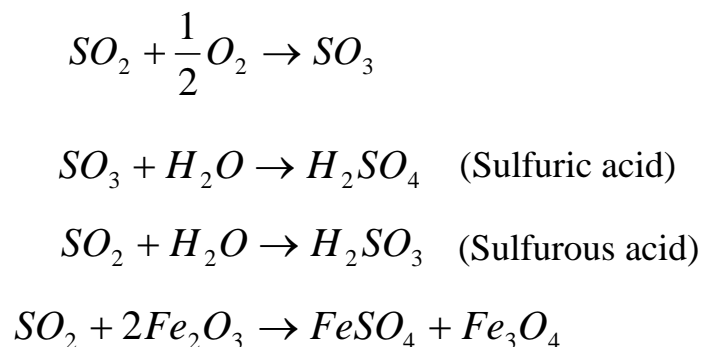 SO₂ + 1/2 O₂ → SO₃
SO₃ + H₂O → H₂SO₄ (Sulfuric acid)
SO₂ + H₂O → H₂SO₃ (Sulfurous acid)
SO₂ + 2Fe₂O₃ → FeSO₄ + Fe₃O₄